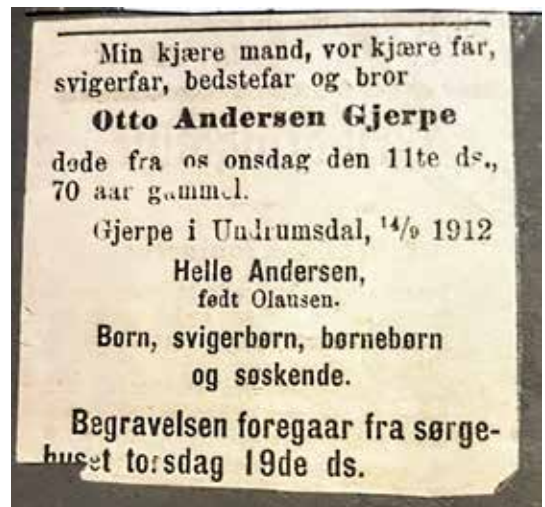 Min kjære mand, vor kjære far,
svigerfar, bedstefar og bror
Otto Andersen Gjerpe
døde fra os onsdag den 11te ds.,
70 aar gammel.
Gjerpe i Undrumsdal, 14/9 1912
Helle Andersen,
født Olausen.
Børn, svigerbørn, børnebørn
og søskende.
Begravelsen foregaar fra sørge-
huset torsdag 19de ds.